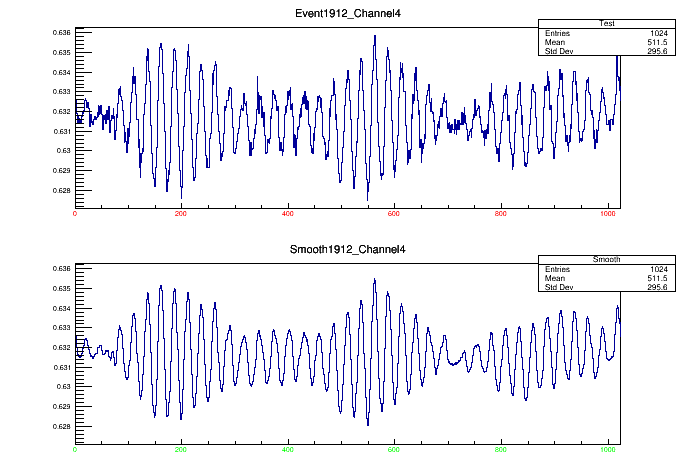 Event1912_Channel4
Test
Entries 1024
Mean 511.5
Std Dev 295.6
0.636
0.635
0.634
0.633
0.632
0.631
0.63
0.629
0.628
0 200 400 600 800 1000
Smooth1912_Channel4
Smooth
Entries 1024
Mean 511.5
Std Dev 295.6
0.636
0.635
0.634
0.633
0.632
0.631
0.63
0.629
0.628
0 200 400 600 800 1000